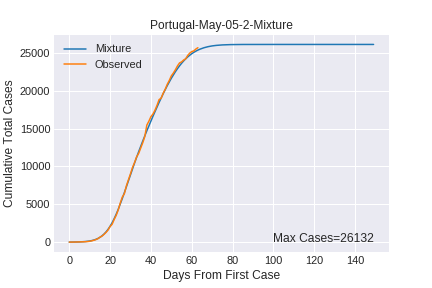 Portugal-May-05-2-Mixture
Mixture
Observed
Cumulative Total Cases
25000
20000
15000
10000
5000
0
Max Cases=26132
0 20 40 60 80 100 120 140
Days From First Case